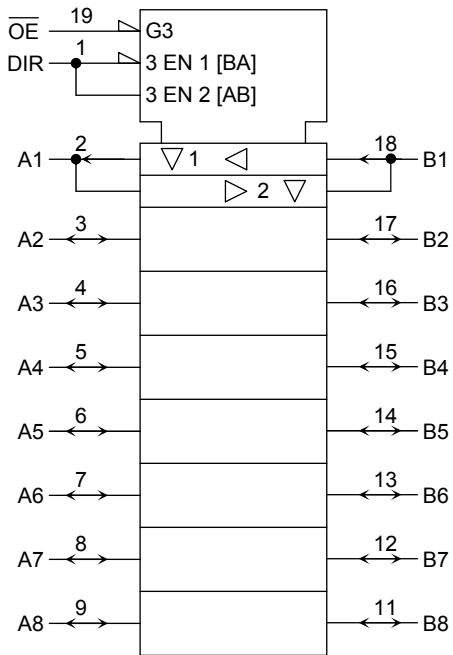 O̅E̅ 19 G3
DIR 1 3 EN 1 [BA]
3 EN 2 [AB]
A1 2 1 18 B1
2
A2 3 17 B2
A3 4 16 B3
A4 5 15 B4
A5 6 14 B5
A6 7 13 B6
A7 8 12 B7
A8 9 11 B8